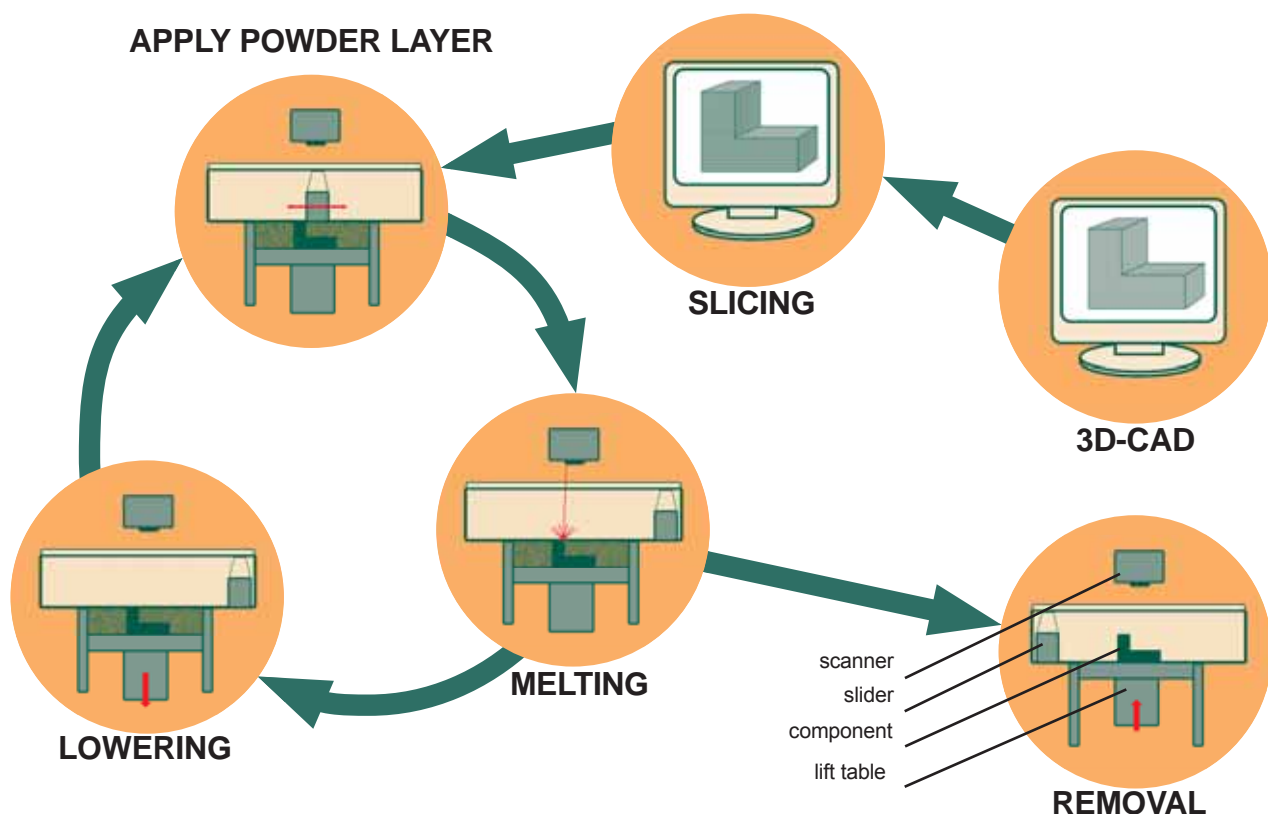 APPLY POWDER LAYER
SLICING
3D-CAD
MELTING
LOWERING
scanner
slider
component
lift table
REMOVAL